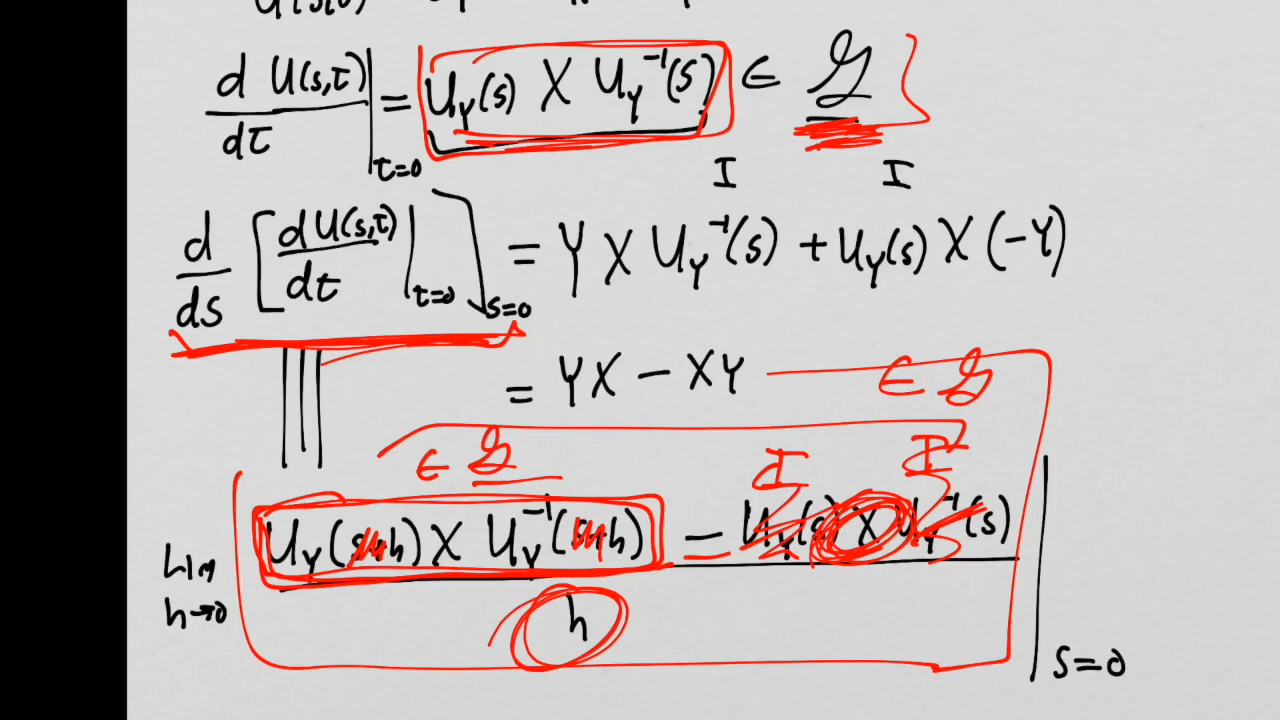 d U(s,τ) / dτ |τ=0 = U_Y(s) X U_Y⁻¹(s) ∈ 𝒢
I I
d/ds [ dU(s,τ) / dτ |τ=0 ]s=0 = Y X U_Y⁻¹(s) + U_Y(s) X (-Y)
= YX - XY ∈ 𝒢
∈ 𝒢 I I
lim h→0 U_Y(s+h) X U_Y⁻¹(s+h) - U_Y(s) X U_Y⁻¹(s) / h | s=0